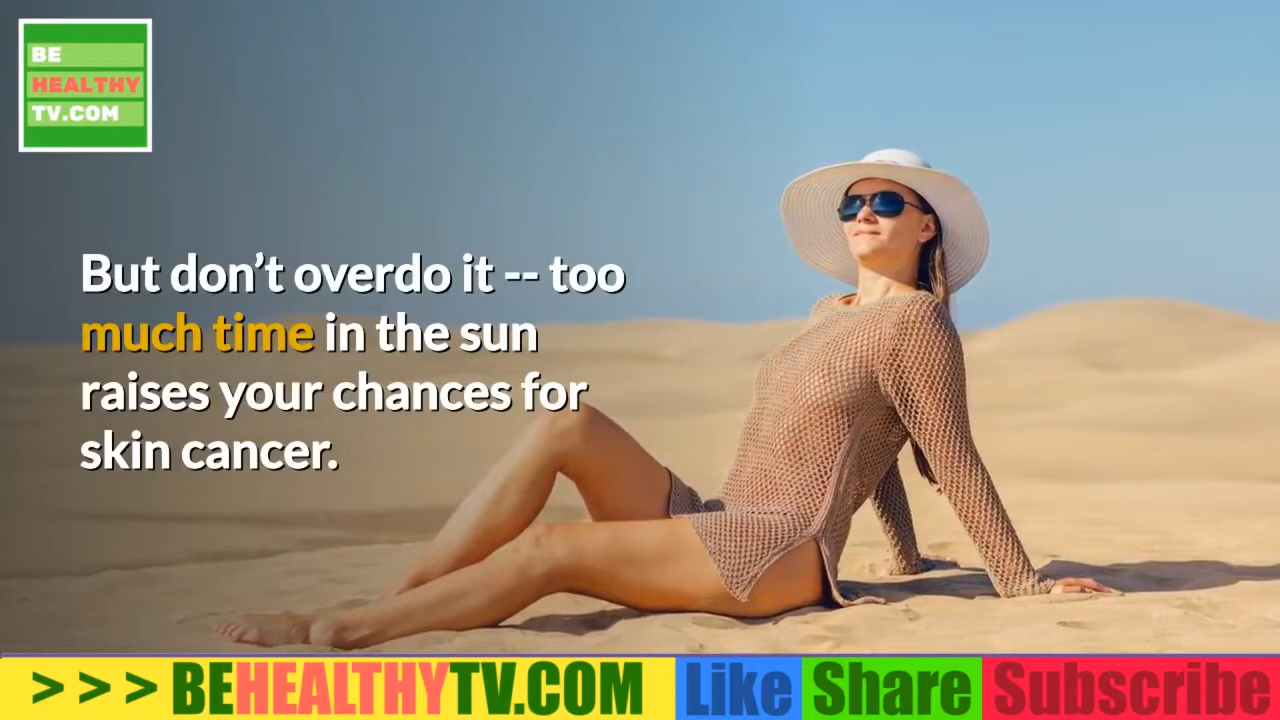 BE
HEALTHY
TV.COM
But don’t overdo it -- too
much time in the sun
raises your chances for
skin cancer.
> > > BEHEALTHYTV.COM Like Share Subscribe